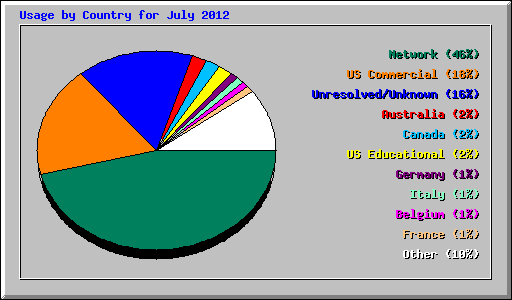 Usage by Country for July 2012
Network (46%)
US Commercial (18%)
Unresolved/Unknown (16%)
Australia (2%)
Canada (2%)
US Educational (2%)
Germany (1%)
Italy (1%)
Belgium (1%)
France (1%)
Other (10%)